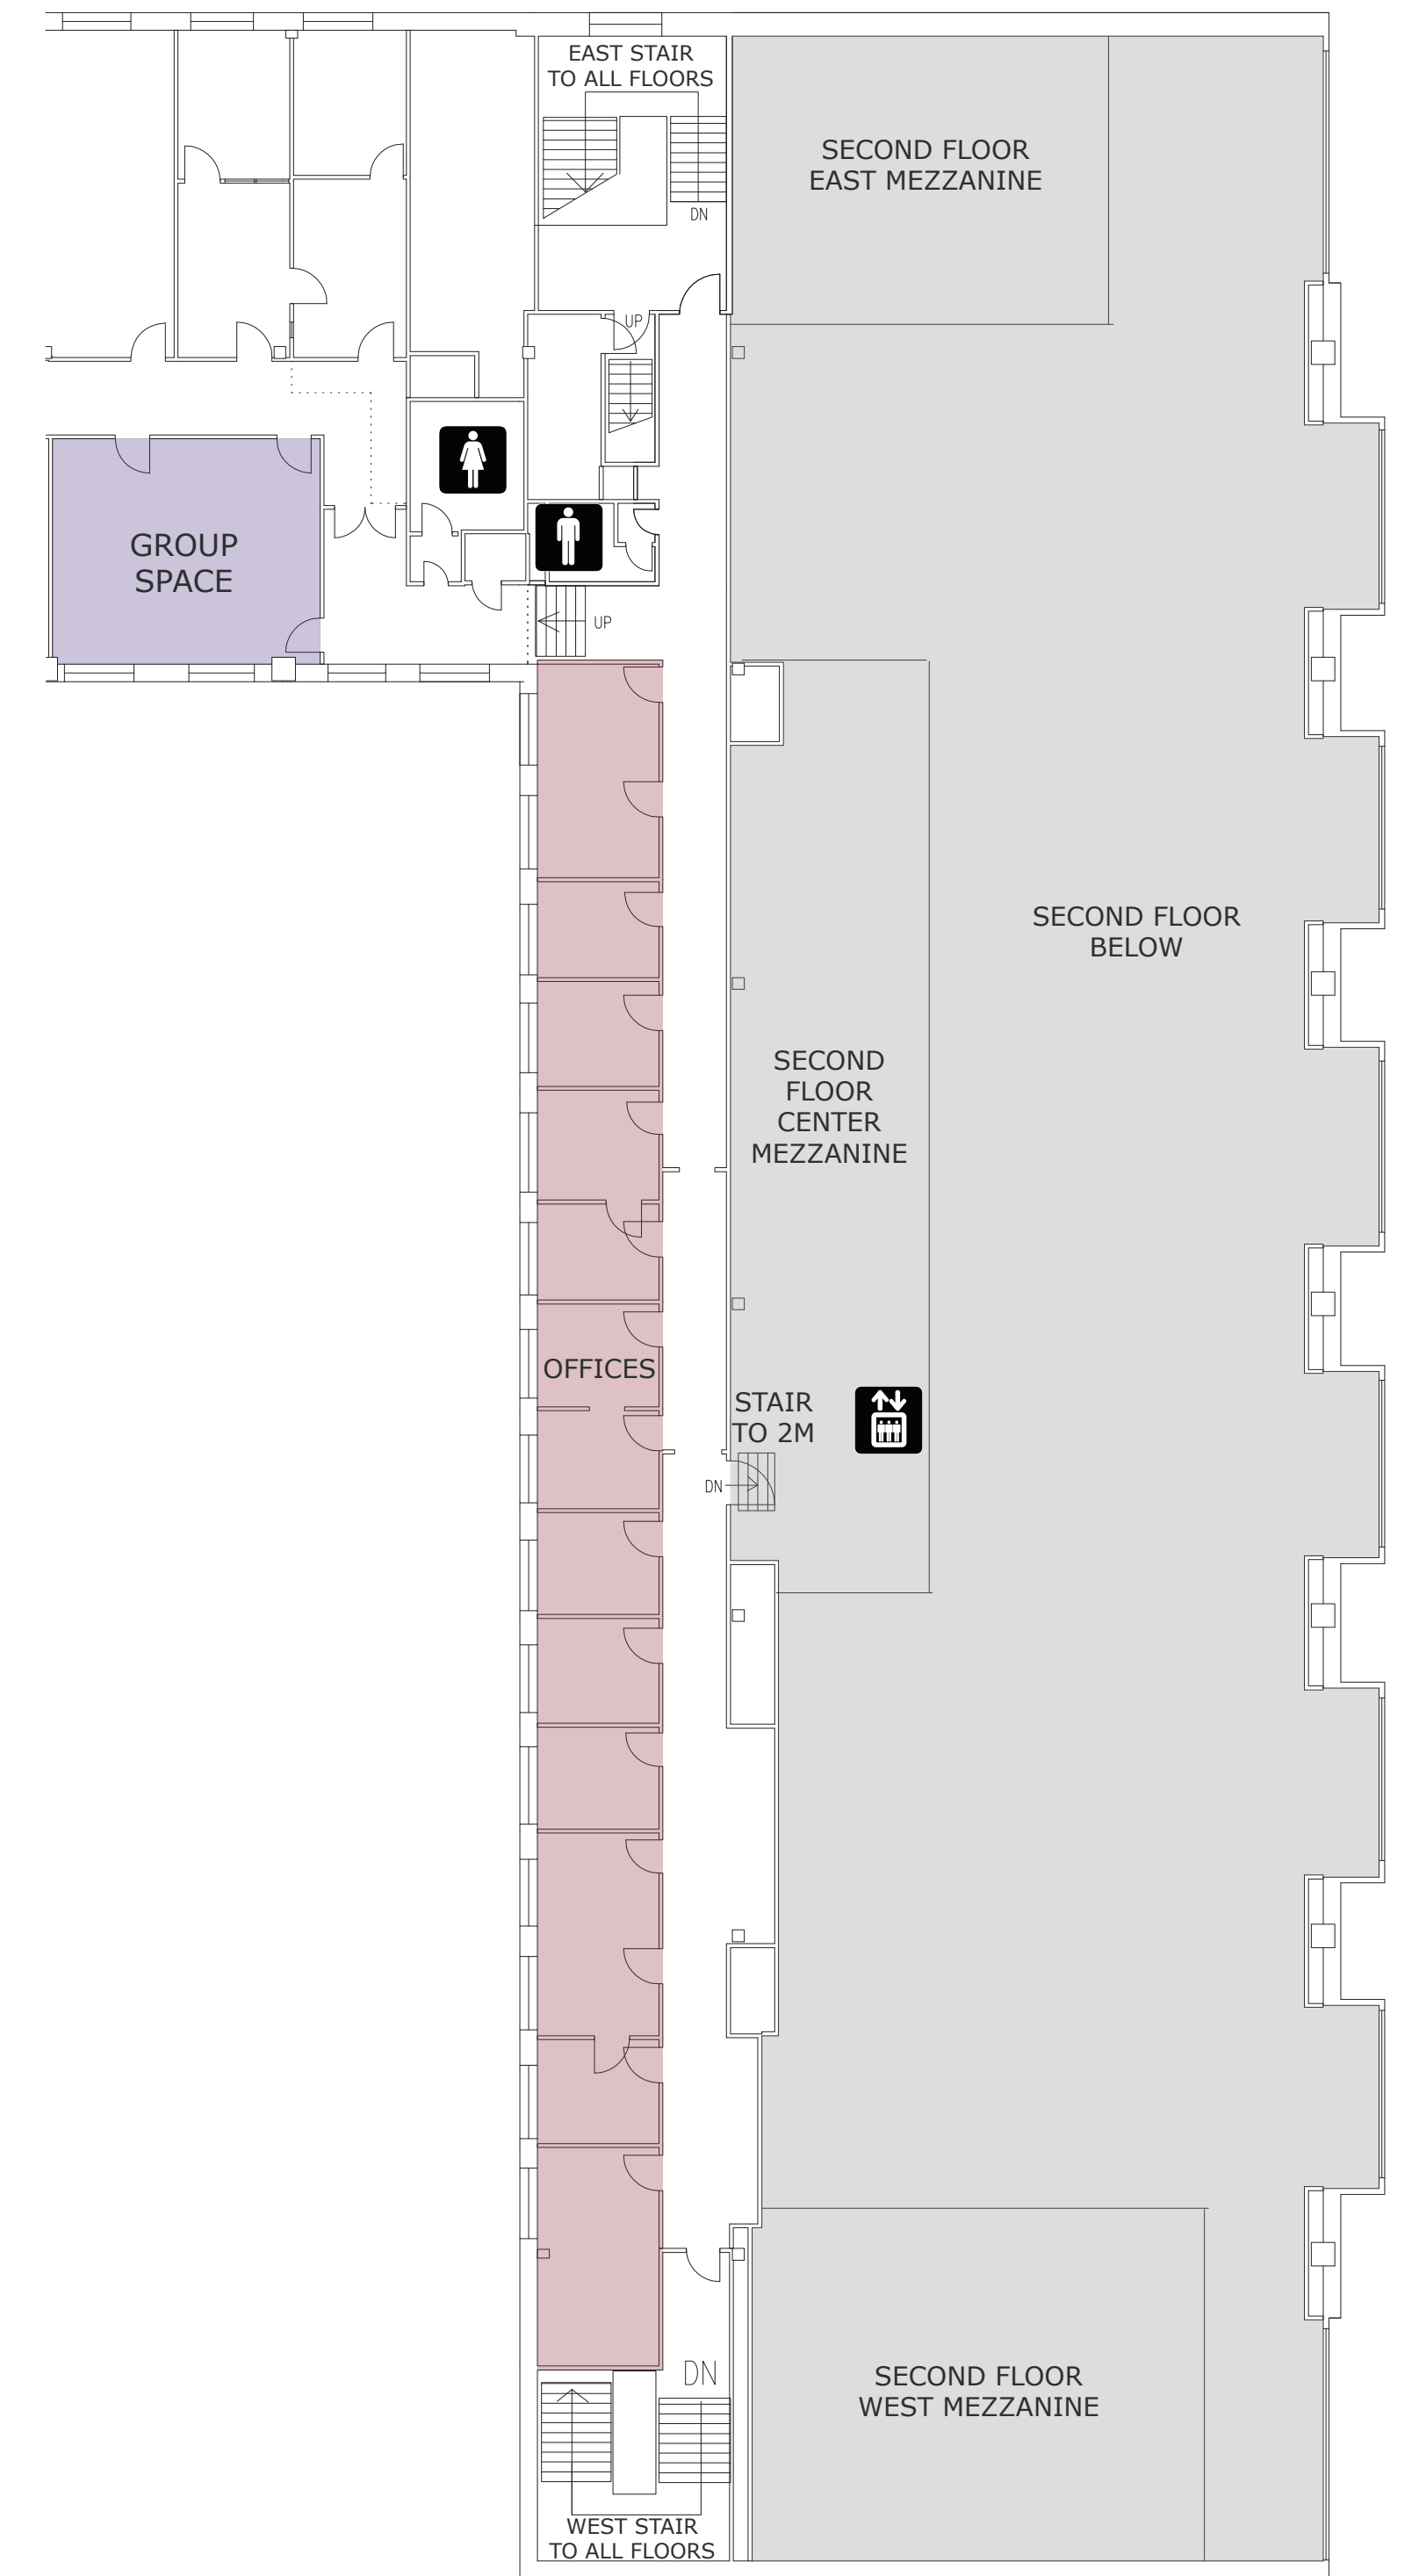 EAST STAIR
TO ALL FLOORS
DN
SECOND FLOOR
EAST MEZZANINE
UP
GROUP
SPACE
UP
SECOND FLOOR
BELOW
SECOND
FLOOR
CENTER
MEZZANINE
OFFICES
STAIR
TO 2M
DN
DN
SECOND FLOOR
WEST MEZZANINE
WEST STAIR
TO ALL FLOORS